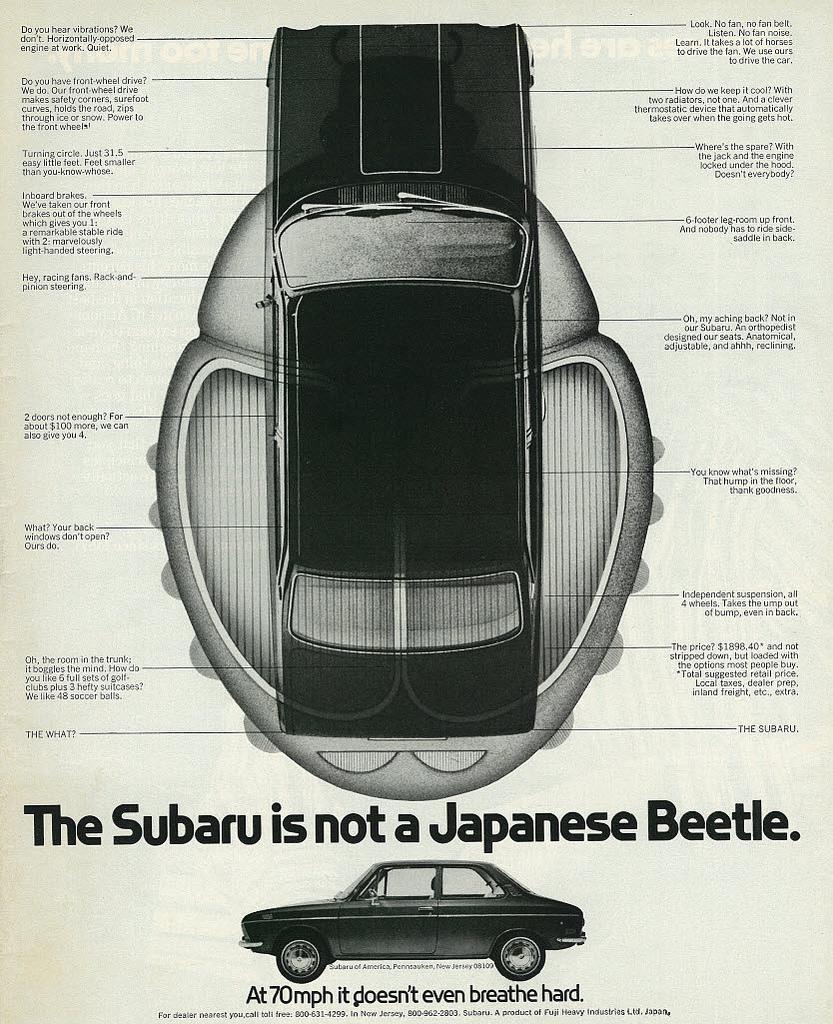 Do you hear vibrations? We
don't. Horizontally-opposed
engine at work. Quiet.
Do you have front-wheel drive?
We do. Our front-wheel drive
makes safety corners, surefoot
curves, holds the road, zips
through ice or snow. Power to
the front wheels!
Turning circle. Just 31.5
easy little feet. Feet smaller
than you-know-whose.
Inboard brakes.
We've taken our front
brakes out of the wheels
which gives you 1:
a remarkable stable ride
with 2: marvelously
light-handed steering.
Hey, racing fans. Rack-and-
pinion steering.
2 doors not enough? For
about $100 more, we can
also give you 4.
What? Your back
windows don't open?
Ours do.
Oh, the room in the trunk;
it boggles the mind. How do
you like 6 full sets of golf-
clubs plus 3 hefty suitcases?
We like 48 soccer balls.
THE WHAT?
Look. No fan, no fan belt.
Listen. No fan noise.
Learn. It takes a lot of horses
to drive the fan. We use ours
to drive the car.
How do we keep it cool? With
two radiators, not one. And a clever
thermostatic device that automatically
takes over when the going gets hot.
Where's the spare? With
the jack and the engine
locked under the hood.
Doesn't everybody?
6-footer leg-room up front.
And nobody has to ride side-
saddle in back.
Oh, my aching back? Not in
our Subaru. An orthopedist
designed our seats. Anatomical,
adjustable, and ahhh, reclining.
You know what's missing?
That hump in the floor,
thank goodness.
Independent suspension, all
4 wheels. Takes the ump out
of bump, even in back.
The price? $1898.40* and not
stripped down, but loaded with
the options most people buy.
*Total suggested retail price.
Local taxes, dealer prep,
inland freight, etc., extra.
THE SUBARU.
The Subaru is not a Japanese Beetle.
Subaru of America, Pennsauken, New Jersey 08109
At 70mph it doesn't even breathe hard.
For dealer nearest you, call toll free: 800-631-4299. In New Jersey, 800-962-2803. Subaru. A product of Fuji Heavy Industries Ltd. Japan.